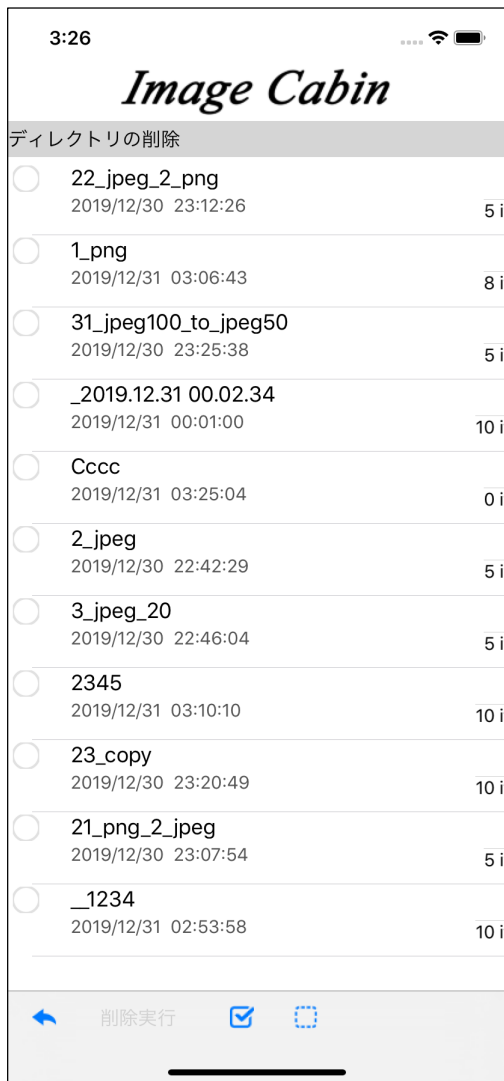 3:26
Image Cabin
ディレクトリの削除
22_jpeg_2_png
2019/12/30 23:12:26
5 i
1_png
2019/12/31 03:06:43
8 i
31_jpeg100_to_jpeg50
2019/12/30 23:25:38
5 i
_2019.12.31 00.02.34
2019/12/31 00:01:00
10 i
Cccc
2019/12/31 03:25:04
0 i
2_jpeg
2019/12/30 22:42:29
5 i
3_jpeg_20
2019/12/30 22:46:04
5 i
2345
2019/12/31 03:10:10
10 i
23_copy
2019/12/30 23:20:49
10 i
21_png_2_jpeg
2019/12/30 23:07:54
5 i
__1234
2019/12/31 02:53:58
10 i
削除実行